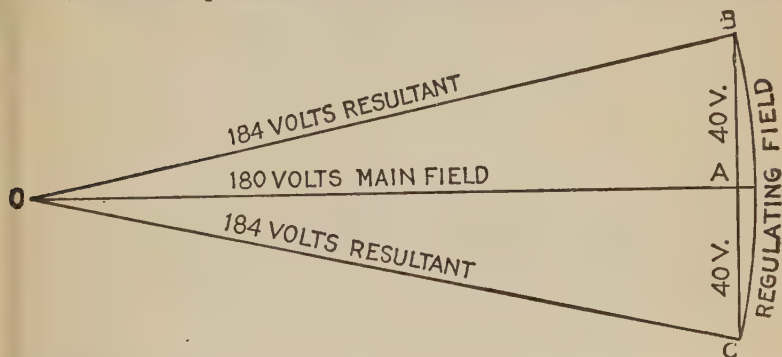 B
184 VOLTS RESULTANT
40 V.
REGULATING FIELD
O
180 VOLTS MAIN FIELD
A
184 VOLTS RESULTANT
40 V.
C